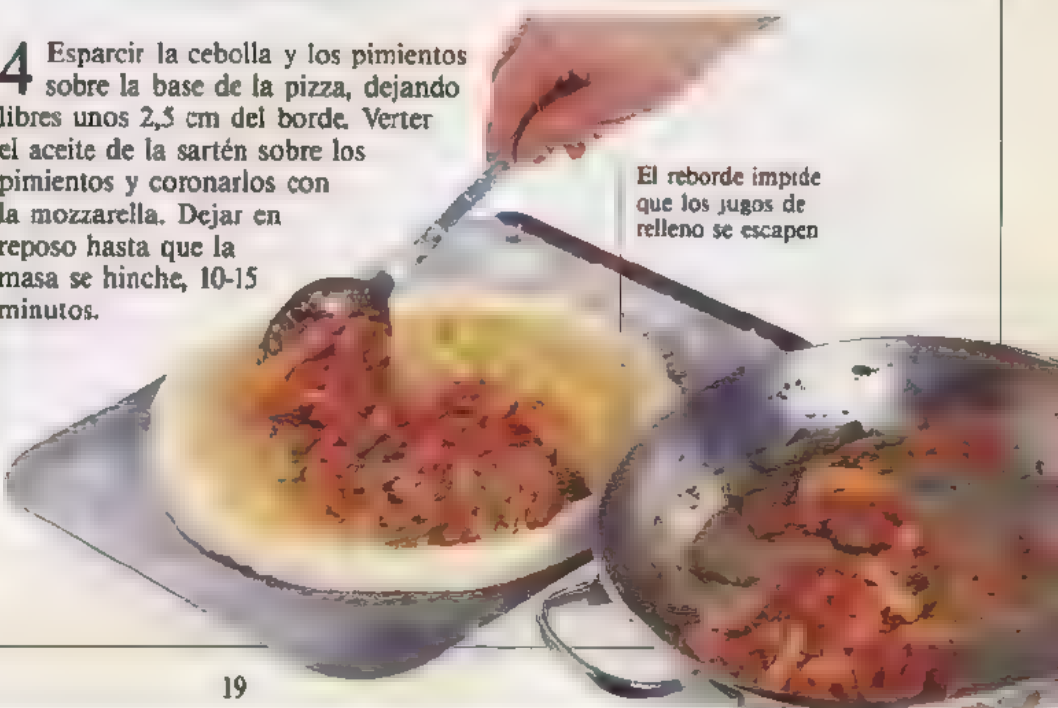 4 Esparcir la cebolla y los pimientos
sobre la base de la pizza, dejando
libres unos 2,5 cm del borde. Verter
el aceite de la sartén sobre los
pimientos y coronarlos con
la mozzarella. Dejar en
reposo hasta que la
masa se hinche, 10-15
minutos.
El reborde impide
que los jugos de
relleno se escapen
19